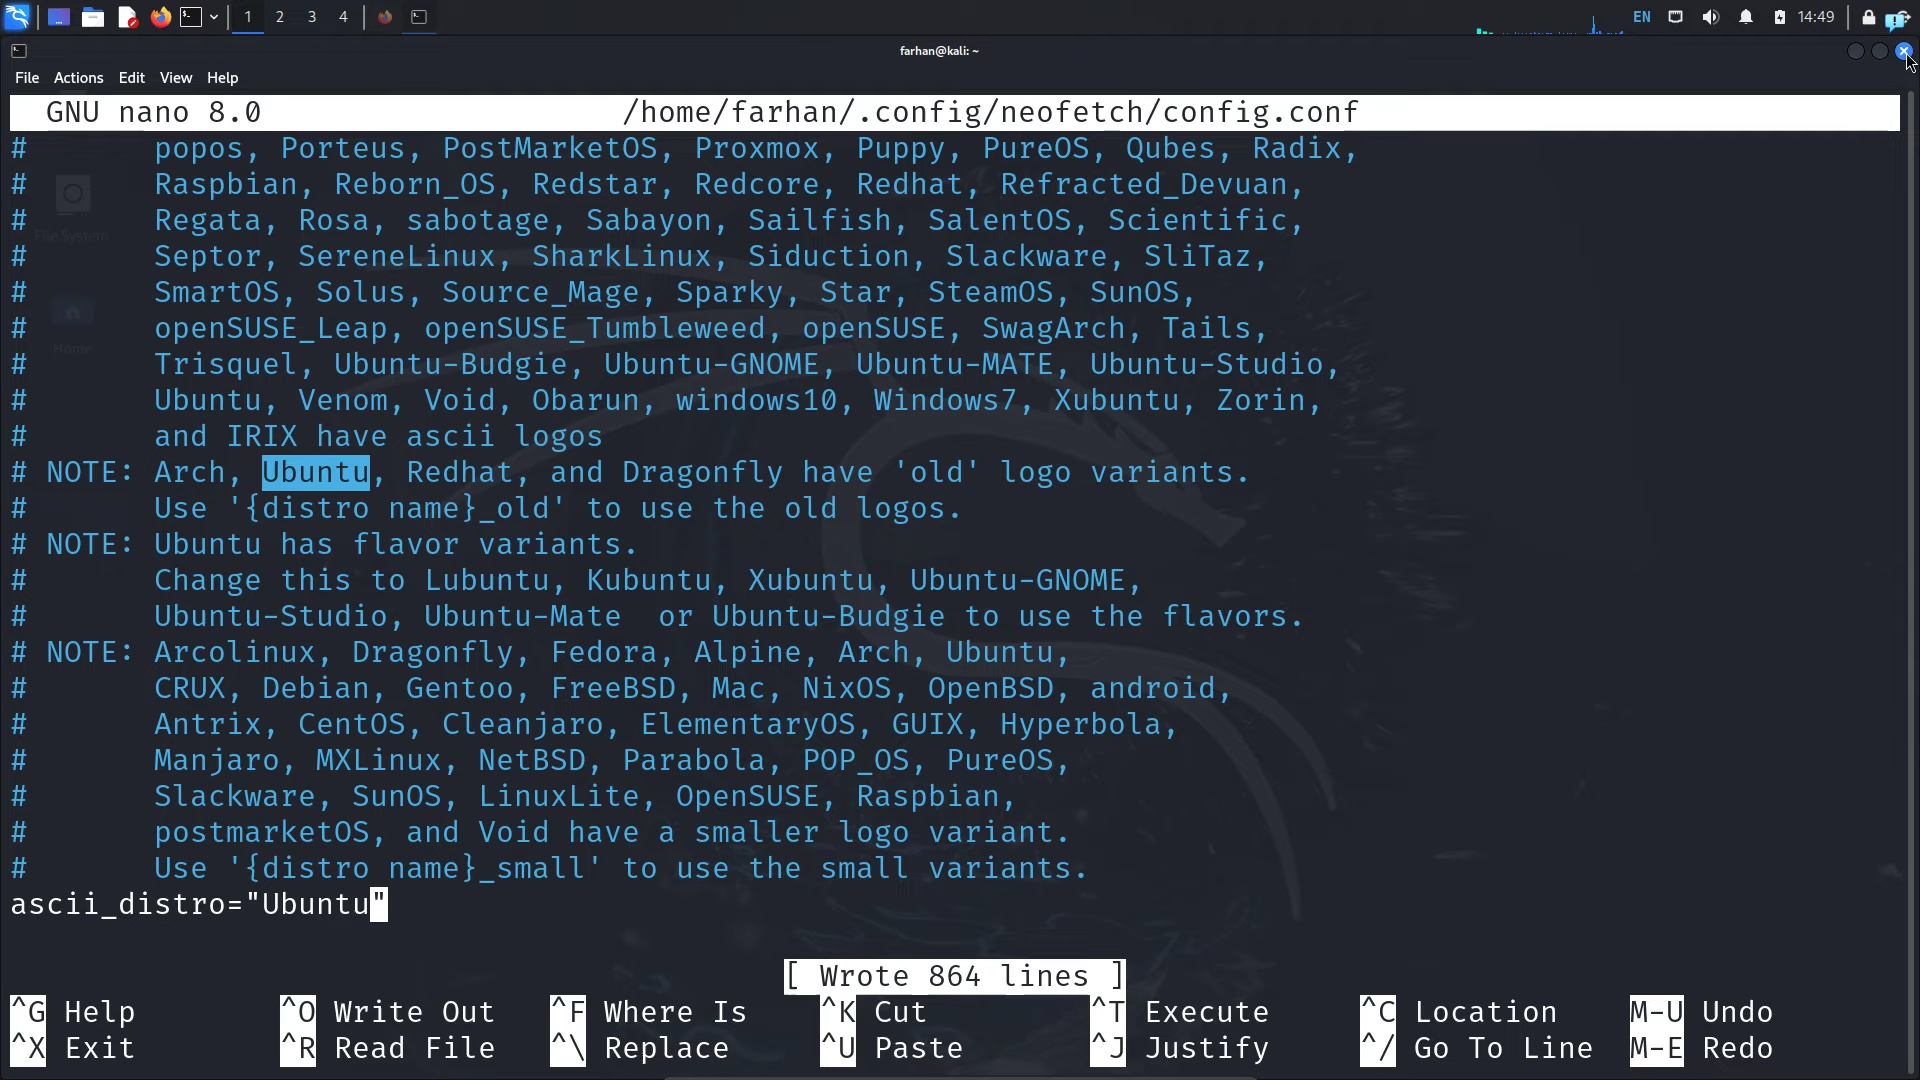 1 2 3 4 EN 14:49
farhan@kali: ~
File Actions Edit View Help
GNU nano 8.0 /home/farhan/.config/neofetch/config.conf
# popos, Porteus, PostMarketOS, Proxmox, Puppy, PureOS, Qubes, Radix,
# Raspbian, Reborn_OS, Redstar, Redcore, Redhat, Refracted_Devuan,
# Regata, Rosa, sabotage, Sabayon, Sailfish, SalentOS, Scientific,
# Septor, SereneLinux, SharkLinux, Siduction, Slackware, SliTaz,
# SmartOS, Solus, Source_Mage, Sparky, Star, SteamOS, SunOS,
# openSUSE_Leap, openSUSE_Tumbleweed, openSUSE, SwagArch, Tails,
# Trisquel, Ubuntu-Budgie, Ubuntu-GNOME, Ubuntu-MATE, Ubuntu-Studio,
# Ubuntu, Venom, Void, Obarun, windows10, Windows7, Xubuntu, Zorin,
# and IRIX have ascii logos
# NOTE: Arch, Ubuntu, Redhat, and Dragonfly have 'old' logo variants.
# Use '{distro name}_old' to use the old logos.
# NOTE: Ubuntu has flavor variants.
# Change this to Lubuntu, Kubuntu, Xubuntu, Ubuntu-GNOME,
# Ubuntu-Studio, Ubuntu-Mate  or Ubuntu-Budgie to use the flavors.
# NOTE: Arcolinux, Dragonfly, Fedora, Alpine, Arch, Ubuntu,
# CRUX, Debian, Gentoo, FreeBSD, Mac, NixOS, OpenBSD, android,
# Antrix, CentOS, Cleanjaro, ElementaryOS, GUIX, Hyperbola,
# Manjaro, MXLinux, NetBSD, Parabola, POP_OS, PureOS,
# Slackware, SunOS, LinuxLite, OpenSUSE, Raspbian,
# postmarketOS, and Void have a smaller logo variant.
# Use '{distro name}_small' to use the small variants.
ascii_distro="Ubuntu"
[ Wrote 864 lines ]
^G Help ^O Write Out ^F Where Is ^K Cut ^T Execute ^C Location M-U Undo
^X Exit ^R Read File ^\ Replace ^U Paste ^J Justify ^/ Go To Line M-E Redo
File System
Home